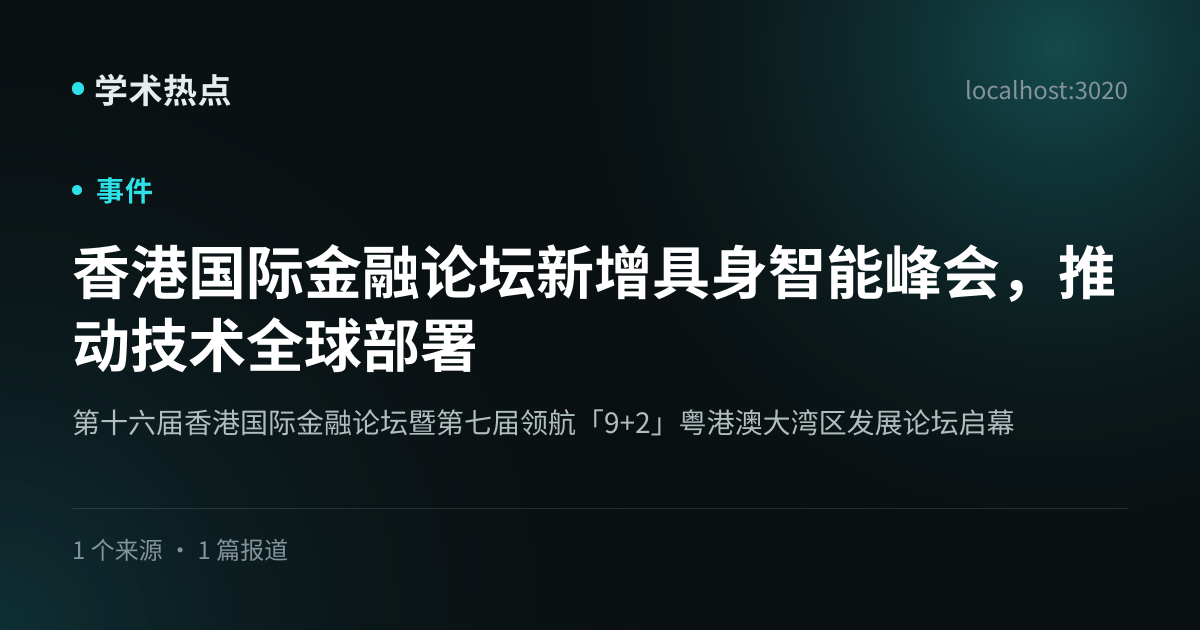 学术热点
localhost:3020
事件
香港国际金融论坛新增具身智能峰会，推
动技术全球部署
第十六届香港国际金融论坛暨第七届领航「9+2」粤港澳大湾区发展论坛启幕
1 个来源 · 1 篇报道